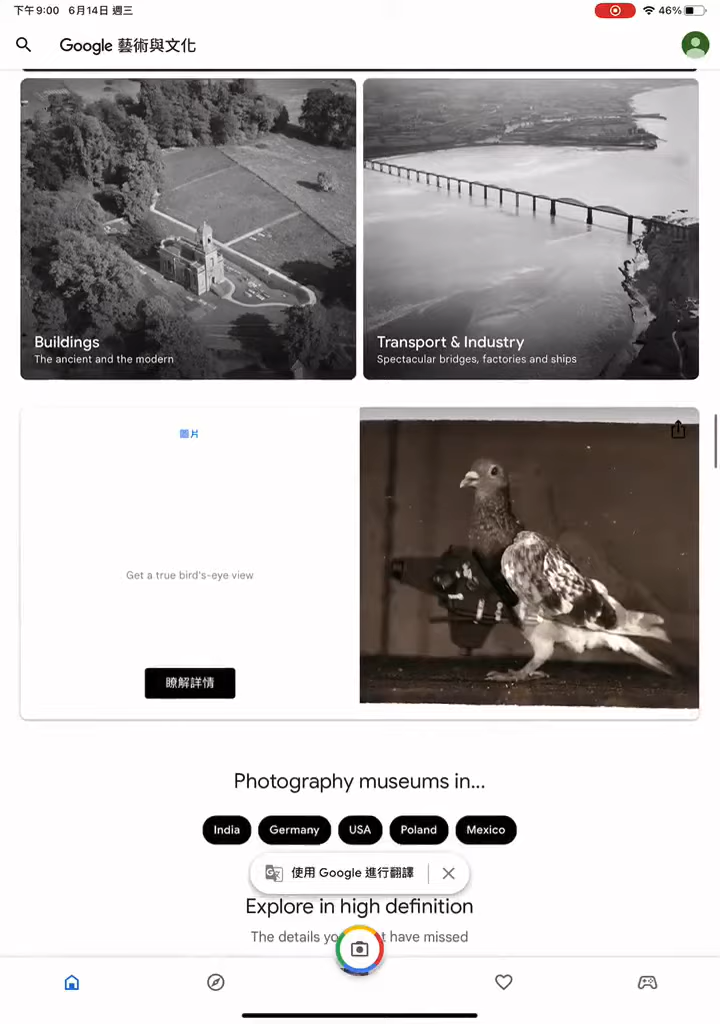 下午9:00 6月14日 週三
46%
Google 藝術與文化
Buildings
The ancient and the modern
Transport & Industry
Spectacular bridges, factories and ships
圖片
Get a true bird's-eye view
瞭解詳情
Photography museums in...
India
Germany
USA
Poland
Mexico
使用 Google 進行翻譯
Explore in high definition
The details have missed